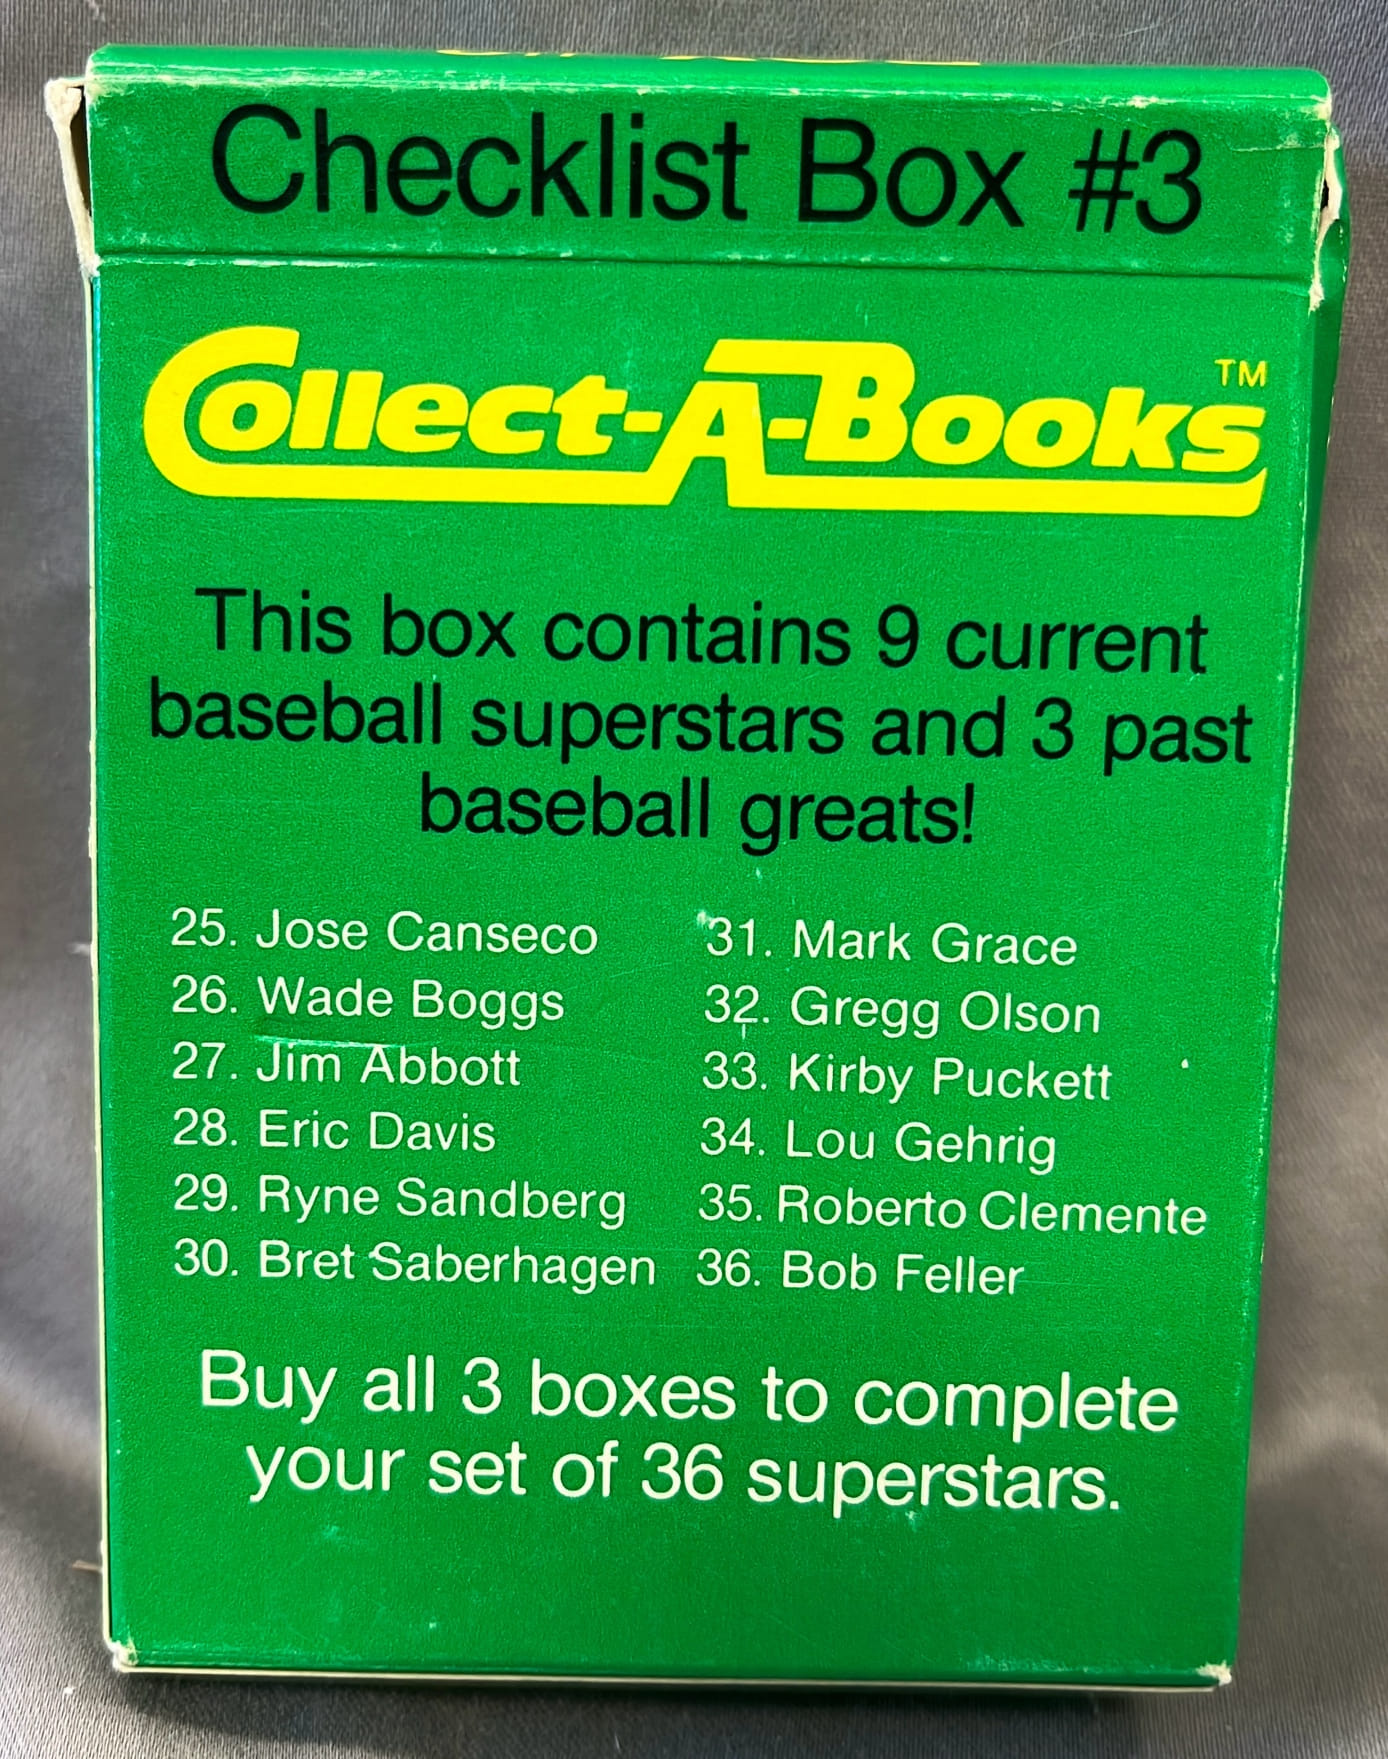 Checklist Box #3
Collect-A-Books™
This box contains 9 current
baseball superstars and 3 past
baseball greats!
25. Jose Canseco
26. Wade Boggs
27. Jim Abbott
28. Eric Davis
29. Ryne Sandberg
30. Bret Saberhagen
31. Mark Grace
32. Gregg Olson
33. Kirby Puckett
34. Lou Gehrig
35. Roberto Clemente
36. Bob Feller
Buy all 3 boxes to complete
your set of 36 superstars.